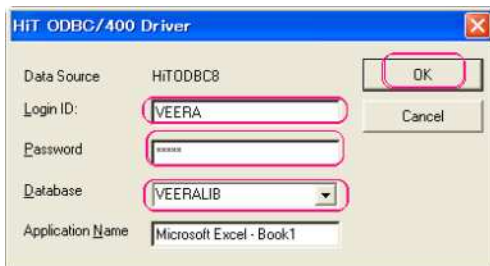 HiT ODBC/400 Driver
Data Source HiTODBC8 OK
Login ID: VEERA Cancel
Password *****
Database VEERALIB
Application Name Microsoft Excel - Book1